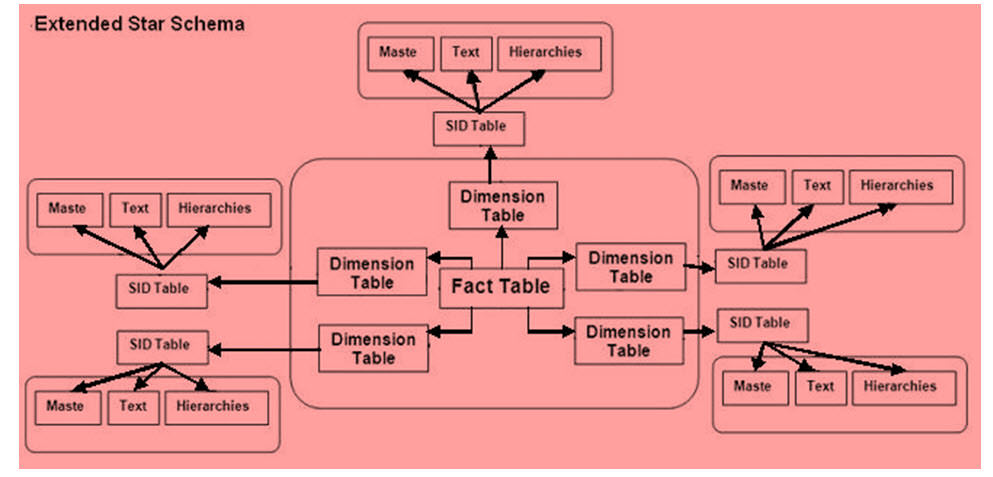 Extended Star Schema
Maste Text Hierarchies
SID Table
Dimension
Table
Maste Text Hierarchies
SID Table
Maste Text Hierarchies
SID Table
Dimension
Table
Dimension
Table
Fact Table
SID Table
Dimension
Table
Dimension
Table
SID Table
Maste Text Hierarchies
Maste Text Hierarchies